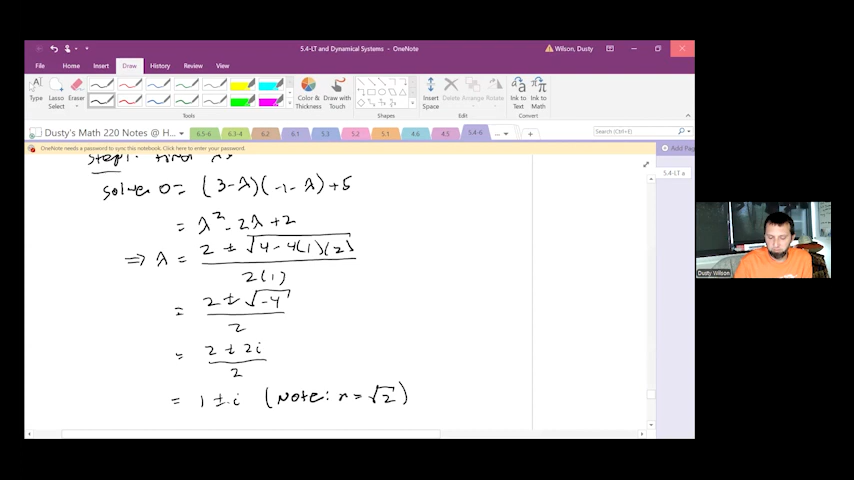 5.4-LT and Dynamical Systems - OneNote
Wilson, Dusty
File Home Insert Draw History Review View
Type Lasso Select Eraser
Color & Thickness Draw with Touch
Insert Space Delete Arrange Rotate
Ink to Text Ink to Math
Tools Shapes Edit Convert
Dusty's Math 220 Notes @ H... 6.5-6 6.3-4 6.2 6.1 5.3 5.2 5.1 4.6 4.5 5.4-6 ... +
Search (Ctrl+E)
OneNote needs a password to sync this notebook. Click here to enter your password.
Add Pag
5.4-LT a
solve: 0 = (3-λ)(-1-λ)+5
= λ² - 2λ + 2
⇒ λ = 2 ± √4-4(1)(2) / 2(1)
= 2 ± √-4 / 2
= 2 ± 2i / 2
= 1 ± i (Note: r = √2)
Dusty Wilson